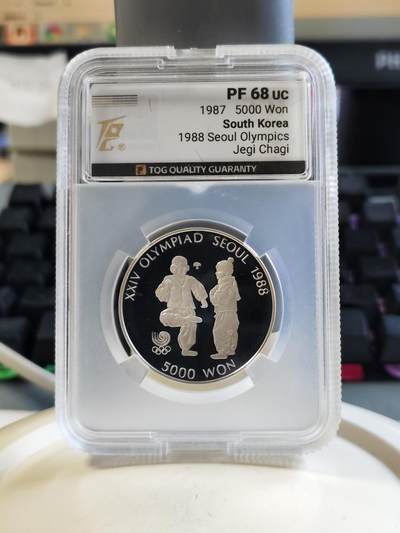 PF 68 UC
1987 5000 Won
South Korea
1988 Seoul Olympics
Jegi Chagi
TQG QUALITY GUARANTY
XXIV OLYMPIAD SEOUL 1988
5000 WON
PH